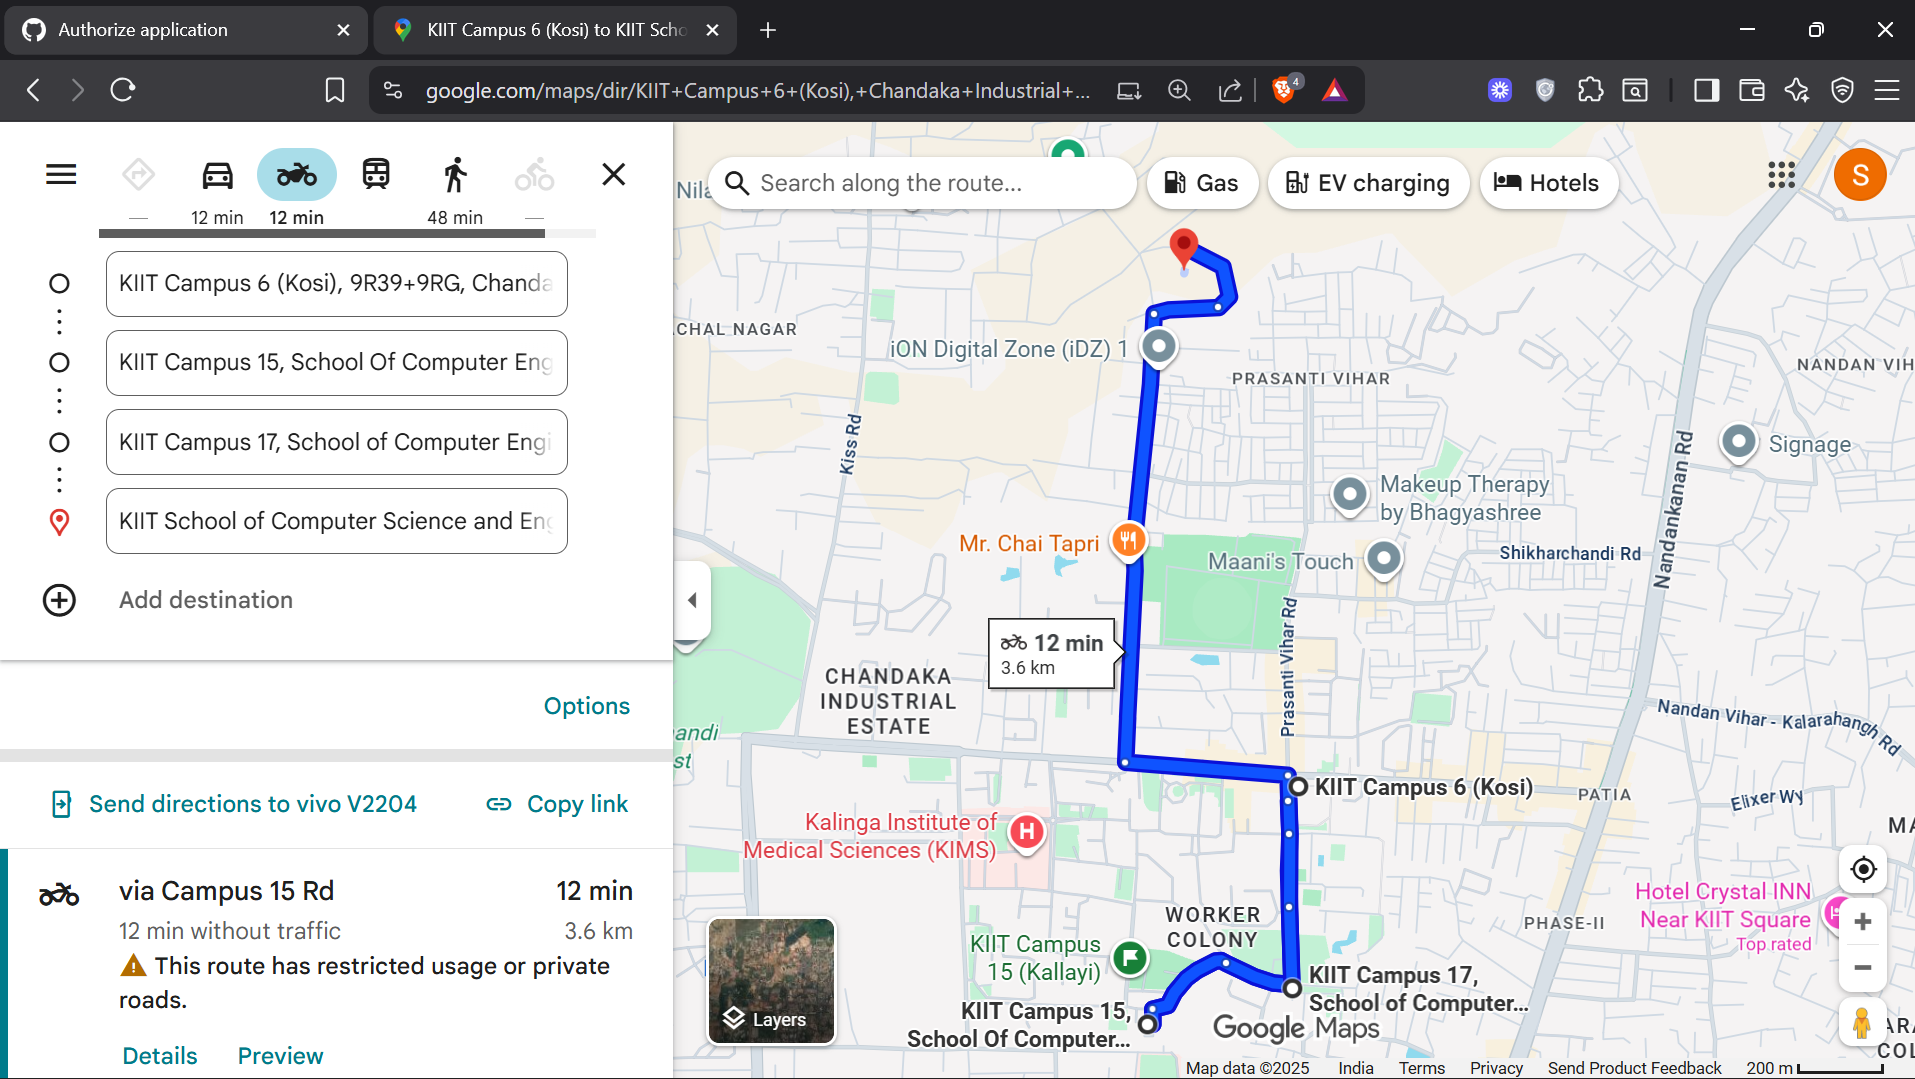 Authorize application
KIIT Campus 6 (Kosi) to KIIT Scho
google.com/maps/dir/KIIT+Campus+6+(Kosi),+Chandaka+Industrial+...
4
12 min
12 min
48 min
KIIT Campus 6 (Kosi), 9R39+9RG, Chanda
KIIT Campus 15, School Of Computer Eng
KIIT Campus 17, School of Computer Engi
KIIT School of Computer Science and Eng
Add destination
Options
Send directions to vivo V2204
Copy link
via Campus 15 Rd
12 min
12 min without traffic
3.6 km
This route has restricted usage or private
roads.
Details
Preview
Search along the route...
Gas
EV charging
Hotels
S
Nila
CHAL NAGAR
iON Digital Zone (iDZ) 1
PRASANTI VIHAR
NANDAN VIH
Kiss Rd
Nandankanan Rd
Signage
Makeup Therapy
by Bhagyashree
Mr. Chai Tapri
Maani's Touch
Shikharchandi Rd
Prasanti Vihar Rd
12 min
3.6 km
CHANDAKA
INDUSTRIAL
ESTATE
andi
st
Nandan Vihar - Kalarahangh Rd
KIIT Campus 6 (Kosi)
PATIA
Elixer Wy
MA
Kalinga Institute of
Medical Sciences (KIMS)
H
Hotel Crystal INN
Near KIIT Square
Top rated
PHASE-II
WORKER
COLONY
KIIT Campus
15 (Kallayi)
KIIT Campus 17,
School of Computer...
KIIT Campus 15,
School Of Computer...
Layers
Google Maps
ARA
COL
Map data ©2025
India
Terms
Privacy
Send Product Feedback
200 m